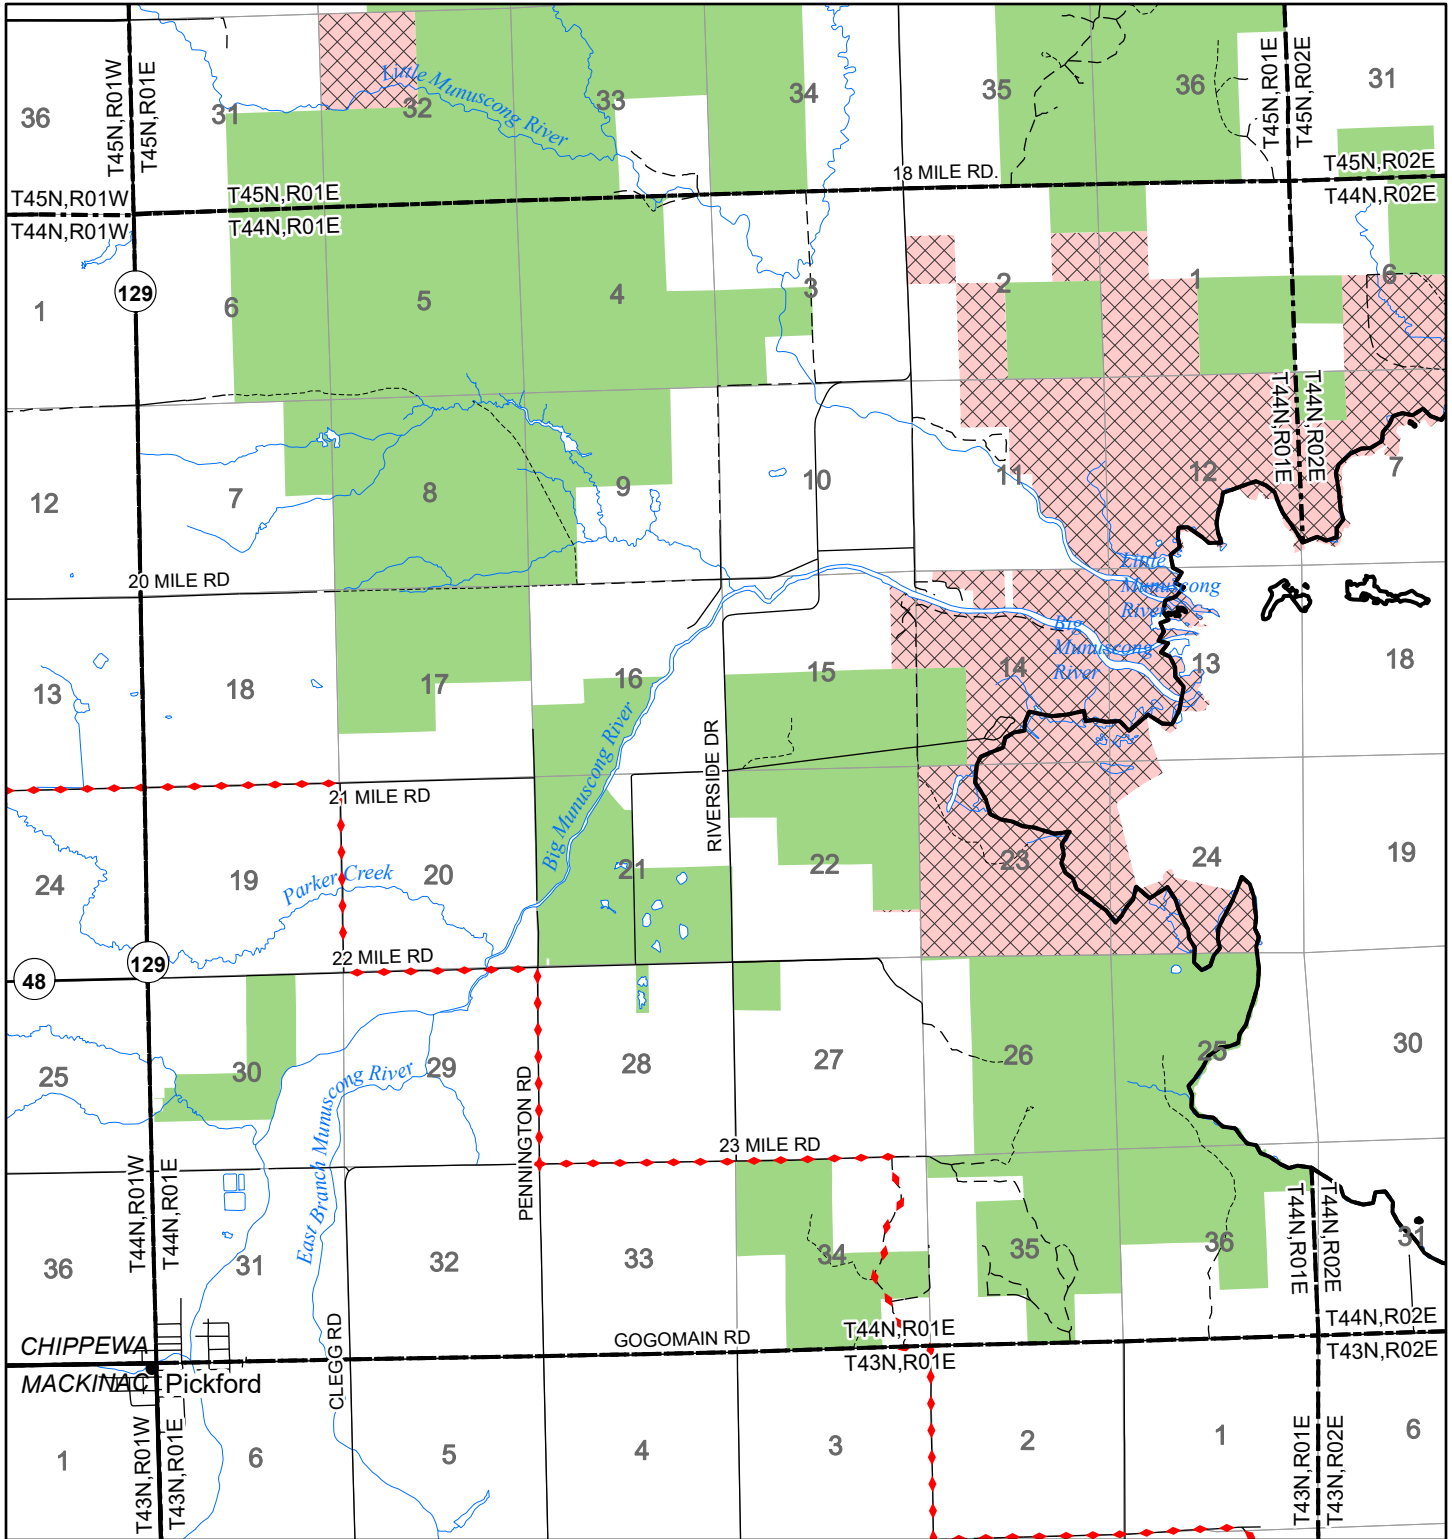 T45N,R01W
T45N,R01E
T45N,R01E
T45N,R02E
36
31
32
33
34
35
36
31
Little Munuscong River
18 MILE RD.
T45N,R01W
T44N,R01W
T45N,R01E
T44N,R01E
T45N,R02E
T44N,R02E
129
1
6
5
4
3
2
1
6
T44N,R01E
T44N,R02E
12
7
8
9
10
11
12
7
20 MILE RD
Little
Munuscong
River
Big
Munuscong
River
13
18
17
16
15
14
13
18
Big Munuscong River
RIVERSIDE DR
21 MILE RD
24
19
20
21
22
23
24
19
Parker Creek
22 MILE RD
48
129
25
30
29
28
27
26
25
30
East Branch Munuscong River
PENNINGTON RD
23 MILE RD
T44N,R01W
T44N,R01E
T44N,R01E
T44N,R02E
36
31
32
33
34
35
36
31
CLEGG RD
GOGOMAIN RD
T44N,R01E
T43N,R01E
T44N,R02E
T43N,R02E
CHIPPEWA
MACKINAC
Pickford
T43N,R01W
T43N,R01E
T43N,R01E
T43N,R02E
1
6
5
4
3
2
1
6